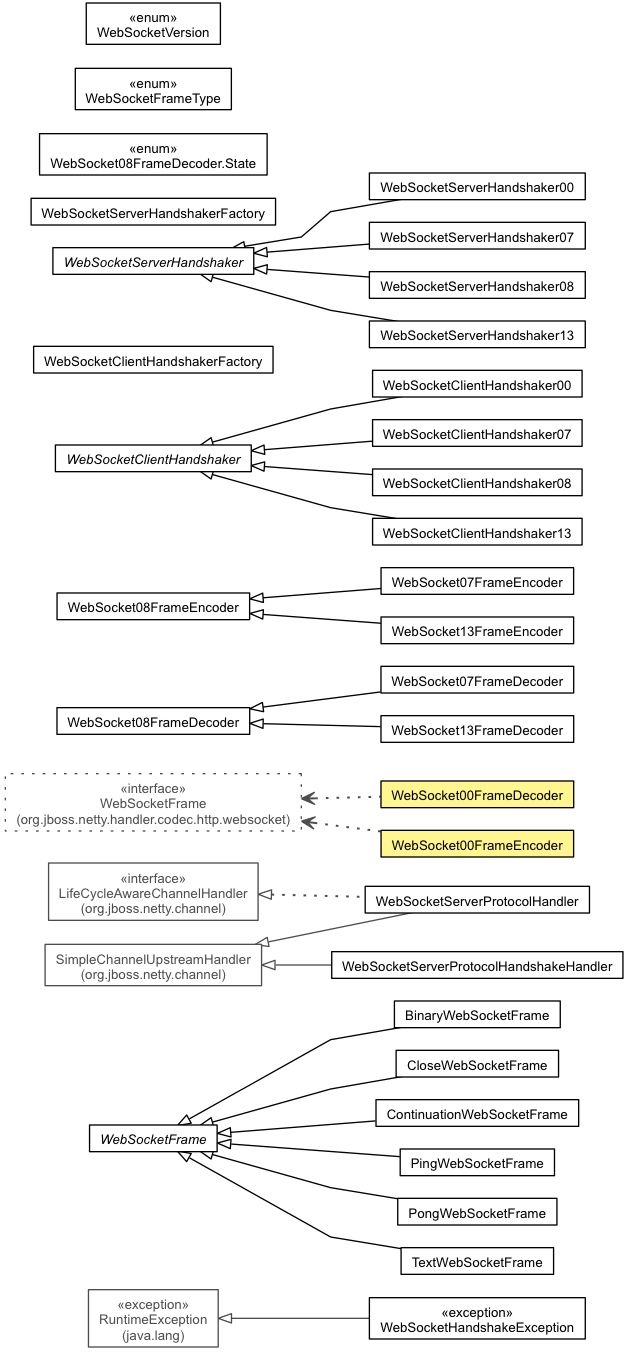 «enum»
WebSocketVersion
«enum»
WebSocketFrameType
«enum»
WebSocket08FrameDecoder.State
WebSocketServerHandshakerFactory
WebSocketServerHandshaker
WebSocketServerHandshaker00
WebSocketServerHandshaker07
WebSocketServerHandshaker08
WebSocketServerHandshaker13
WebSocketClientHandshakerFactory
WebSocketClientHandshaker
WebSocketClientHandshaker00
WebSocketClientHandshaker07
WebSocketClientHandshaker08
WebSocketClientHandshaker13
WebSocket08FrameEncoder
WebSocket07FrameEncoder
WebSocket13FrameEncoder
WebSocket08FrameDecoder
WebSocket07FrameDecoder
WebSocket13FrameDecoder
«interface»
WebSocketFrame
(org.jboss.netty.handler.codec.http.websocket)
WebSocket00FrameDecoder
WebSocket00FrameEncoder
«interface»
LifeCycleAwareChannelHandler
(org.jboss.netty.channel)
WebSocketServerProtocolHandler
SimpleChannelUpstreamHandler
(org.jboss.netty.channel)
WebSocketServerProtocolHandshakeHandler
WebSocketFrame
BinaryWebSocketFrame
CloseWebSocketFrame
ContinuationWebSocketFrame
PingWebSocketFrame
PongWebSocketFrame
TextWebSocketFrame
«exception»
RuntimeException
(java.lang)
«exception»
WebSocketHandshakeException